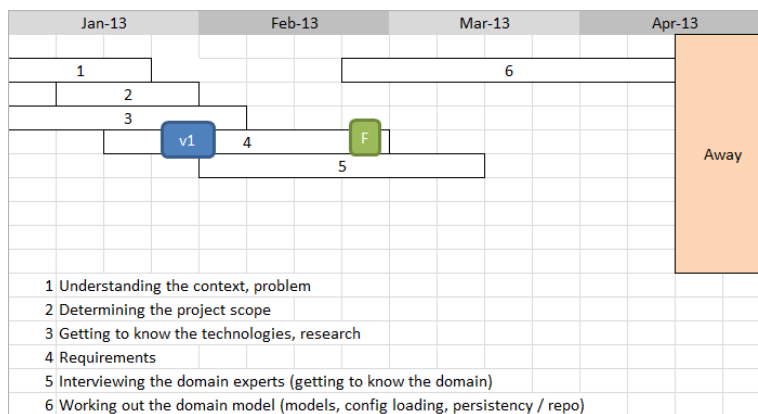 Jan-13 Feb-13 Mar-13 Apr-13
1 6
2
3
v1 4 F
Away
5
1 Understanding the context, problem
2 Determining the project scope
3 Getting to know the technologies, research
4 Requirements
5 Interviewing the domain experts (getting to know the domain)
6 Working out the domain model (models, config loading, persistency / repo)